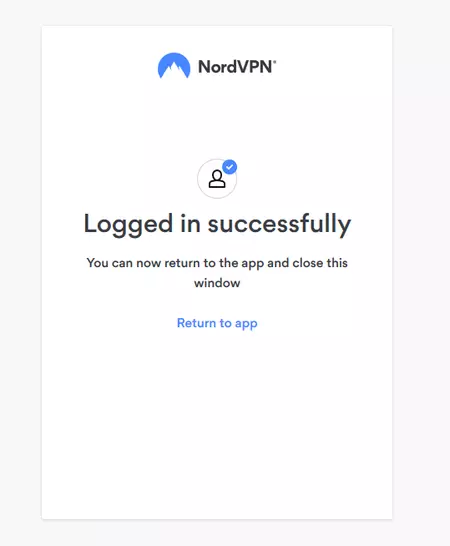 NordVPN®
Logged in successfully
You can now return to the app and close this
window
Return to app